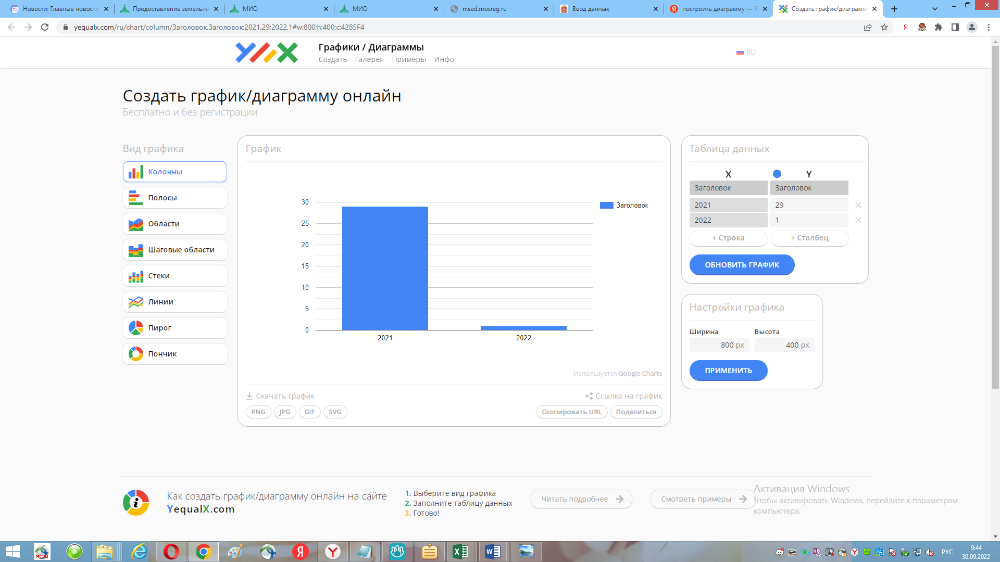 Новости: Главные новости
Предоставление земельнь
МИО
МИО
msed.mosreg.ru
Ввод данных
построить диаграмму — Я
Создать график/диаграмм
yequalx.com/ru/chart/column/Заголовок,Заголовок;2021,29;2022,1#w:800;h:400;c:4285F4
Графики / Диаграммы
Создать Галерея Примеры Инфо
RU
Создать график/диаграмму онлайн
Бесплатно и без регистрации
Вид графика
Колонны
Полосы
Области
Шаговые области
Стеки
Линии
Пирог
Пончик
График
30
25
20
15
10
5
0
2021
2022
Заголовок
Используется Google Charts
Скачать график
PNG JPG GIF SVG
Ссылка на график
Скопировать URL Поделиться
Таблица данных
X Y
Заголовок Заголовок
2021 29
2022 1
+ Строка + Столбец
ОБНОВИТЬ ГРАФИК
Настройки графика
Ширина Высота
800 px 400 px
ПРИМЕНИТЬ
Как создать график/диаграмму онлайн на сайте
YequalX.com
1. Выберите вид графика
2. Заполните таблицу данных
3. Готово!
Читать подробнее
Смотреть примеры
Активация Windows
Чтобы активировать Windows, перейдите к параметрам
компьютера.
РУС
9:44
30.09.2022